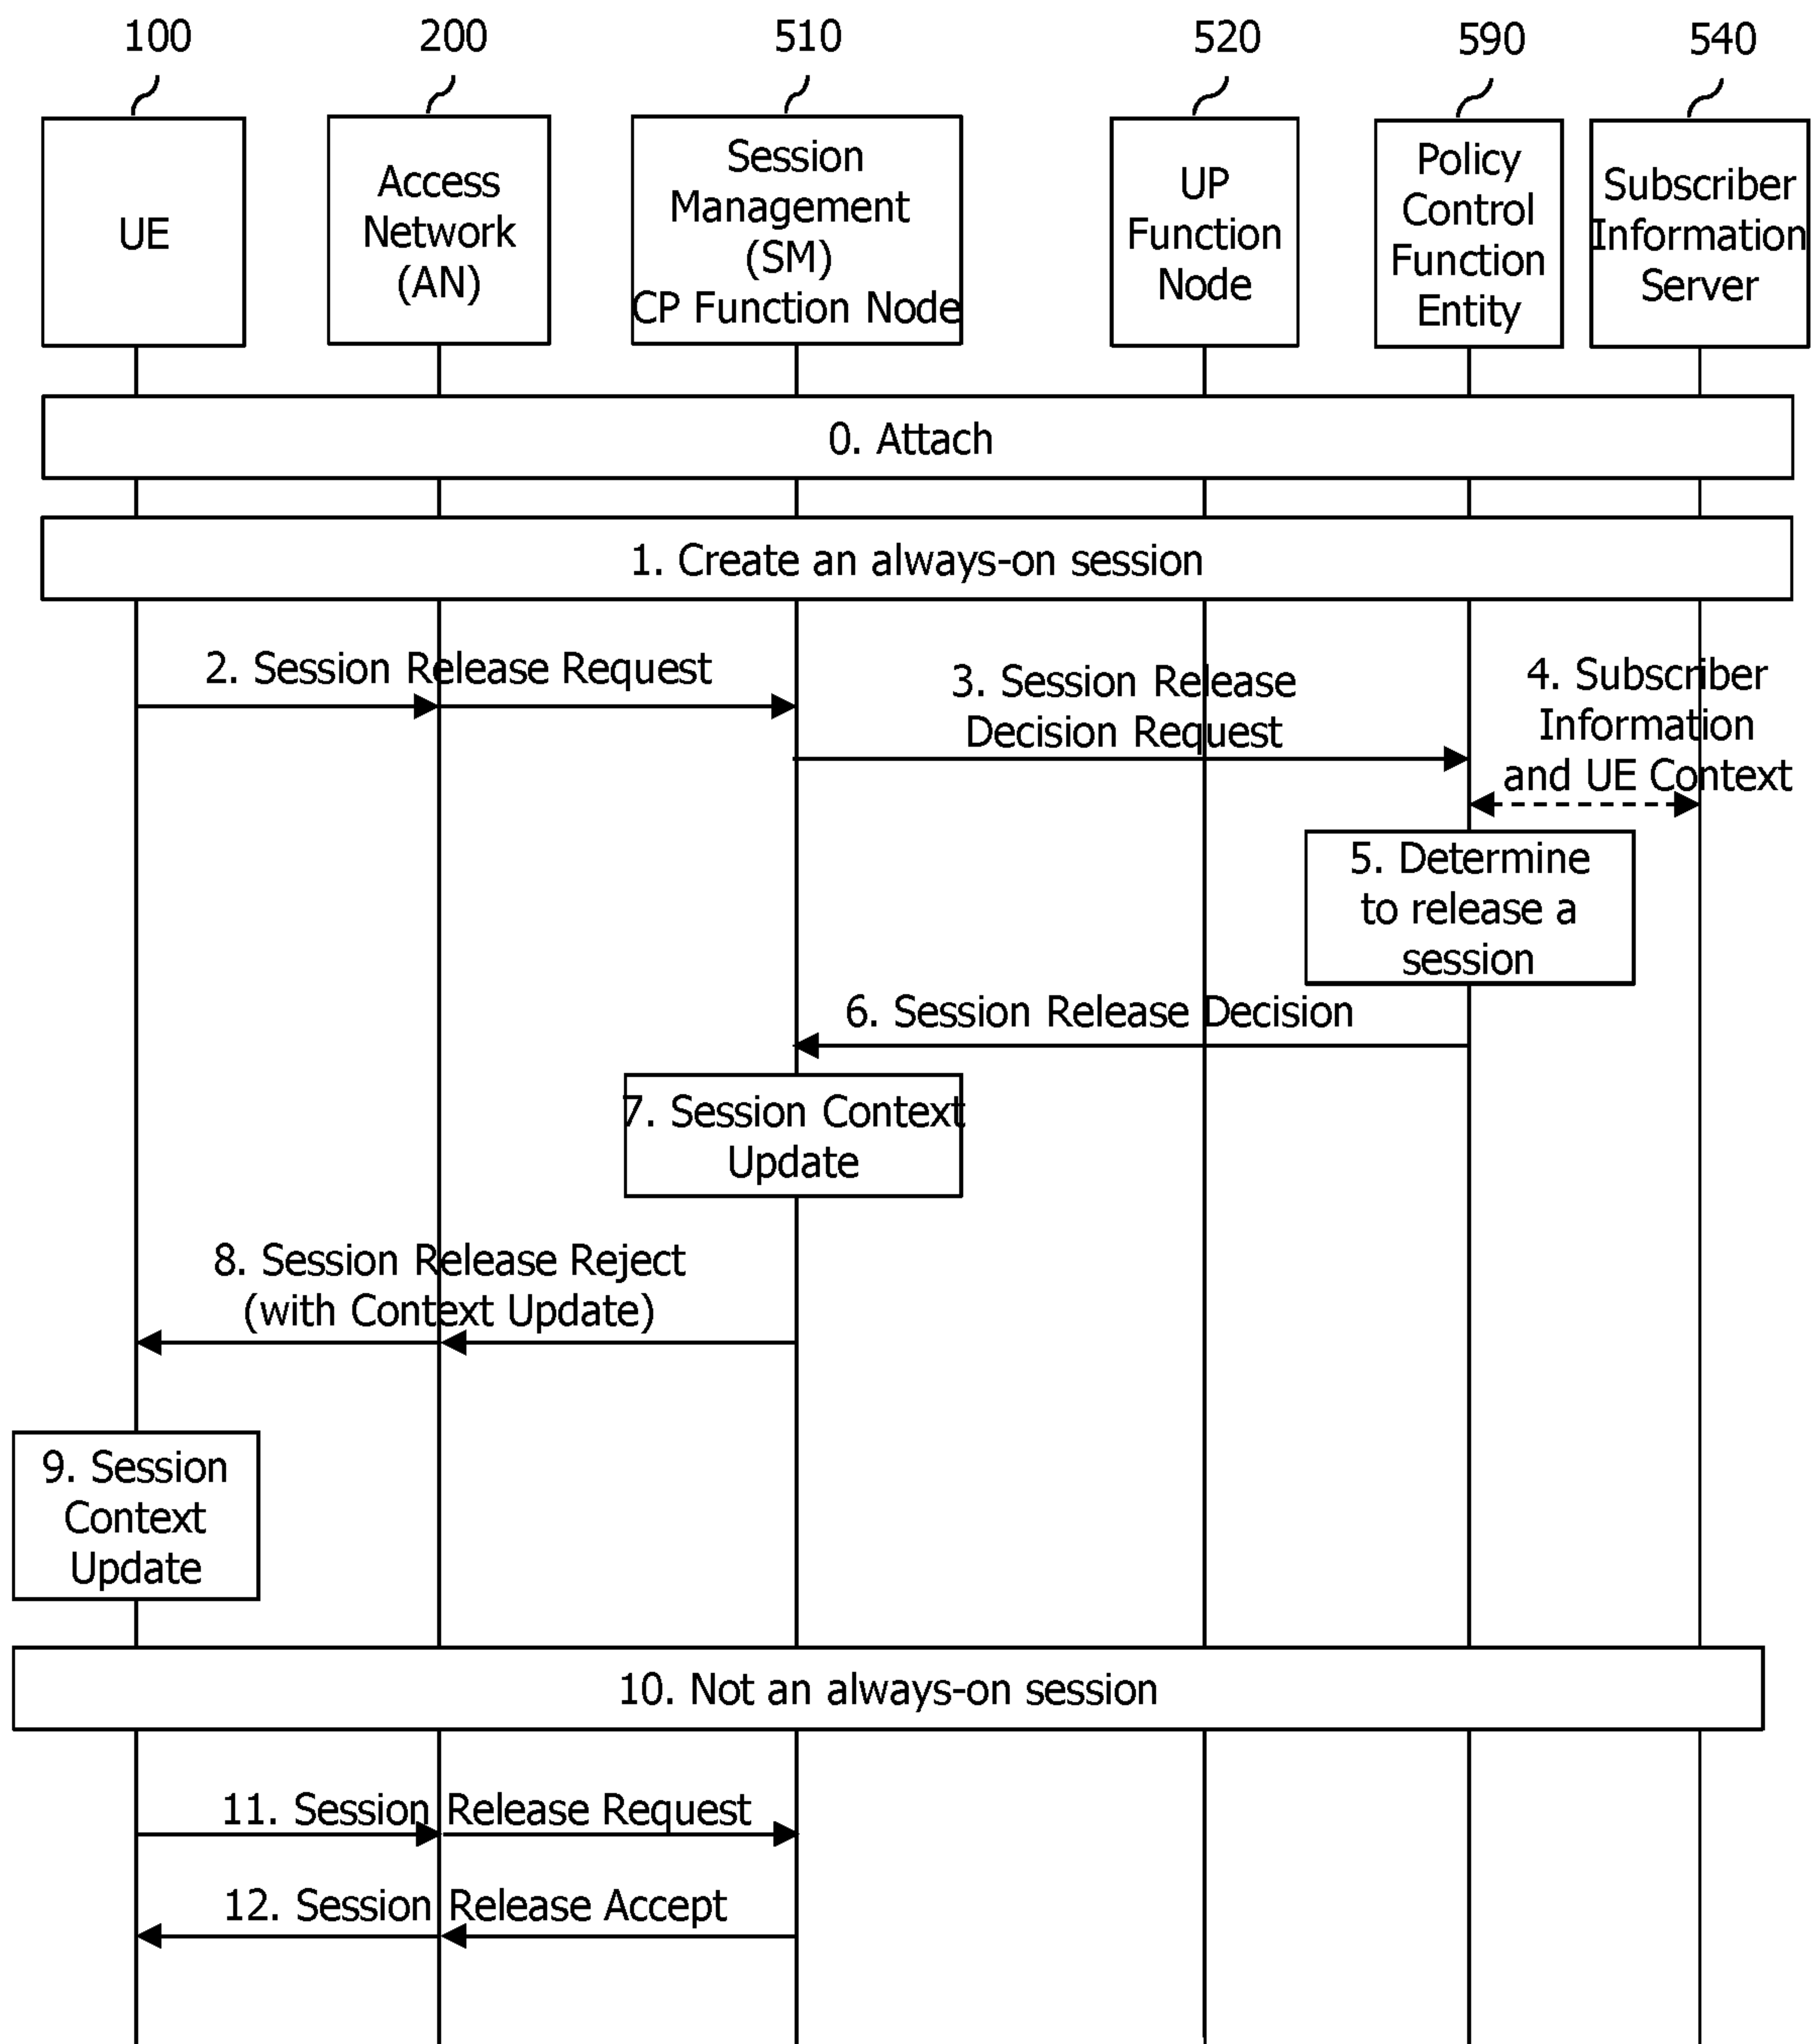 100
200
510
520
590
540
UE
Access
Network
(AN)
Session
Management
(SM)
CP Function Node
UP
Function
Node
Policy
Control
Function
Entity
Subscriber
Information
Server
0. Attach
1. Create an always-on session
2. Session Release Request
3. Session Release
Decision Request
4. Subscriber
Information
and UE Context
5. Determine
to release a
session
6. Session Release Decision
7. Session Context
Update
8. Session Release Reject
(with Context Update)
9. Session
Context
Update
10. Not an always-on session
11. Session Release Request
12. Session Release Accept